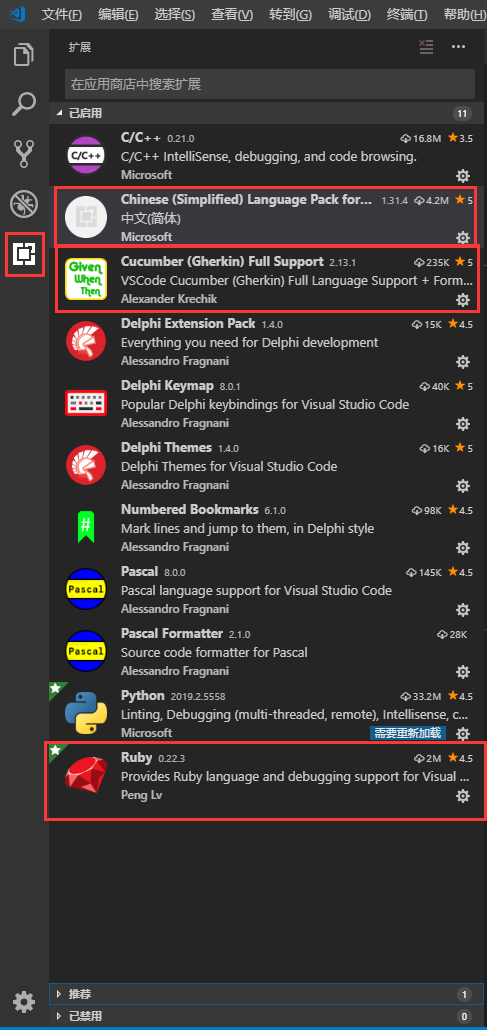 文件(F) 编辑(E) 选择(S) 查看(V) 转到(G) 调试(D) 终端(T) 帮助(H)
扩展
在应用商店中搜索扩展
已启用 11
C/C++ 0.21.0 16.8M 3.5
C/C++ IntelliSense, debugging, and code browsing.
Microsoft
Chinese (Simplified) Language Pack for... 1.31.4 4.2M 5
中文(简体)
Microsoft
Given When Then
Cucumber (Gherkin) Full Support 2.13.1 235K 5
VSCode Cucumber (Gherkin) Full Language Support + Form...
Alexander Krechik
Delphi Extension Pack 1.4.0 15K 4.5
Everything you need for Delphi development
Alessandro Fragnani
Delphi Keymap 8.0.1 40K 5
Popular Delphi keybindings for Visual Studio Code
Alessandro Fragnani
Delphi Themes 1.4.0 16K 5
Delphi Themes for Visual Studio Code
Alessandro Fragnani
#
Numbered Bookmarks 6.1.0 98K 4.5
Mark lines and jump to them, in Delphi style
Alessandro Fragnani
Pascal
Pascal 8.0.0 145K 4.5
Pascal language support for Visual Studio Code
Alessandro Fragnani
Pascal
Pascal Formatter 2.1.0 28K
Source code formatter for Pascal
Alessandro Fragnani
Python 2019.2.5558 33.2M 4.5
Linting, Debugging (multi-threaded, remote), Intellisense, c...
Microsoft 需要重新加载
Ruby 0.22.3 2M 4.5
Provides Ruby language and debugging support for Visual ...
Peng Lv
推荐 1
已禁用 0